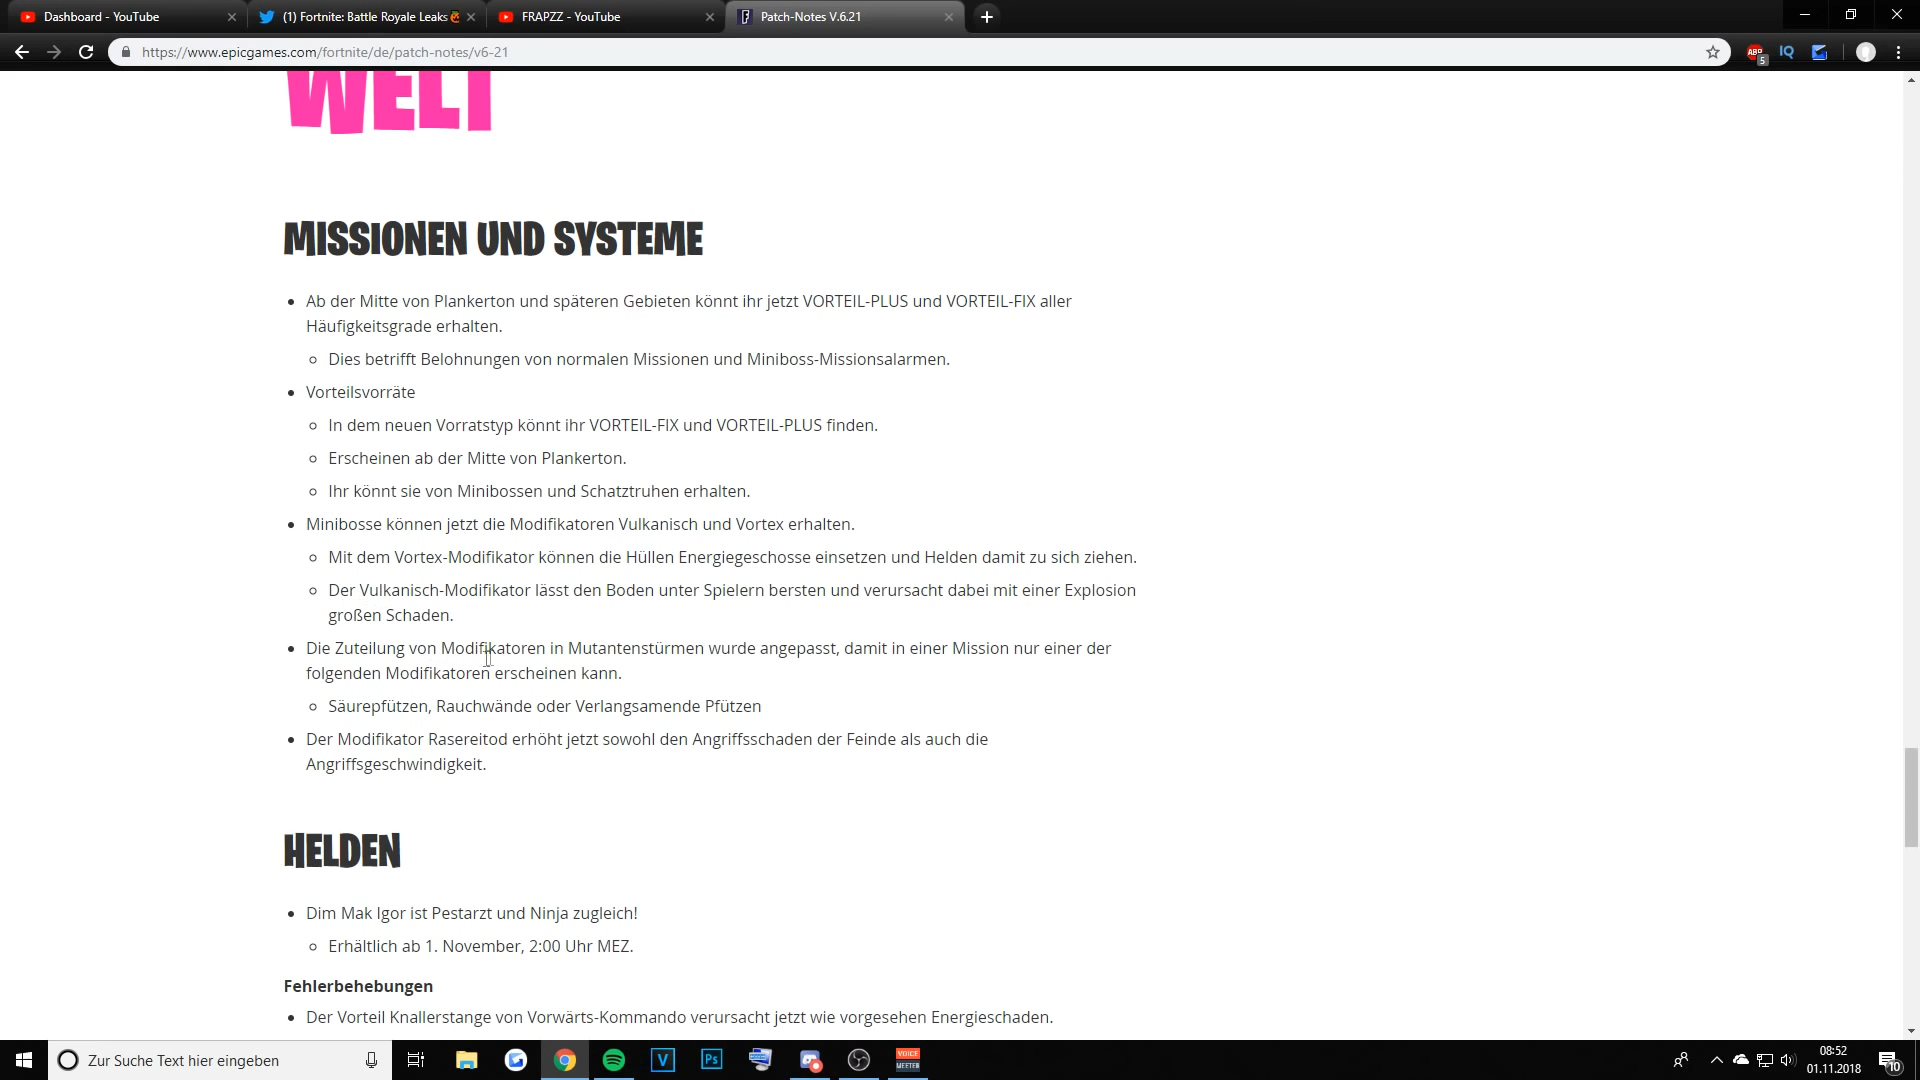 Dashboard - YouTube
(1) Fortnite: Battle Royale Leaks
FRAPZZ - YouTube
Patch-Notes V.6.21
https://www.epicgames.com/fortnite/de/patch-notes/v6-21
ABP
5
IQ
WELT
MISSIONEN UND SYSTEME
Ab der Mitte von Plankerton und späteren Gebieten könnt ihr jetzt VORTEIL-PLUS und VORTEIL-FIX aller
Häufigkeitsgrade erhalten.
Dies betrifft Belohnungen von normalen Missionen und Miniboss-Missionsalarmen.
Vorteilsvorräte
In dem neuen Vorratstyp könnt ihr VORTEIL-FIX und VORTEIL-PLUS finden.
Erscheinen ab der Mitte von Plankerton.
Ihr könnt sie von Minibossen und Schatztruhen erhalten.
Minibosse können jetzt die Modifikatoren Vulkanisch und Vortex erhalten.
Mit dem Vortex-Modifikator können die Hüllen Energiegeschosse einsetzen und Helden damit zu sich ziehen.
Der Vulkanisch-Modifikator lässt den Boden unter Spielern bersten und verursacht dabei mit einer Explosion
großen Schaden.
Die Zuteilung von Modifikatoren in Mutantenstürmen wurde angepasst, damit in einer Mission nur einer der
folgenden Modifikatoren erscheinen kann.
Säurepfützen, Rauchwände oder Verlangsamende Pfützen
Der Modifikator Rasereitod erhöht jetzt sowohl den Angriffsschaden der Feinde als auch die
Angriffsgeschwindigkeit.
HELDEN
Dim Mak Igor ist Pestarzt und Ninja zugleich!
Erhältlich ab 1. November, 2:00 Uhr MEZ.
Fehlerbehebungen
Der Vorteil Knallerstange von Vorwärts-Kommando verursacht jetzt wie vorgesehen Energieschaden.
Zur Suche Text hier eingeben
V
Ps
VOICE
MEETER
08:52
01.11.2018
10